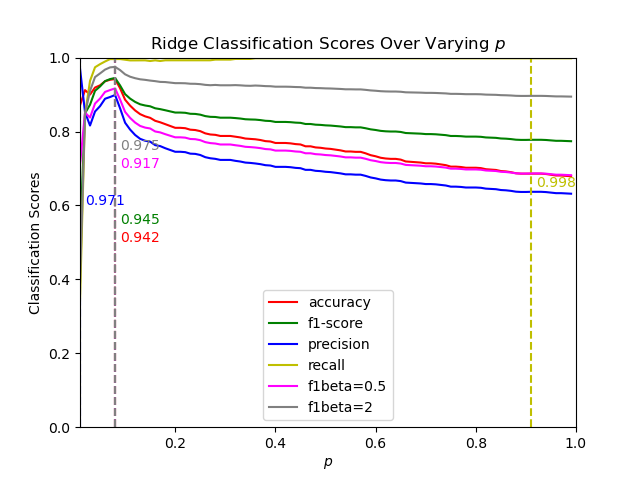 Ridge Classification Scores Over Varying p
Classification Scores
1.0
0.8
0.6
0.4
0.2
0.0
0.975
0.917
0.971
0.945
0.942
0.998
accuracy
f1-score
precision
recall
f1beta=0.5
f1beta=2
0.2
0.4
0.6
0.8
1.0
p